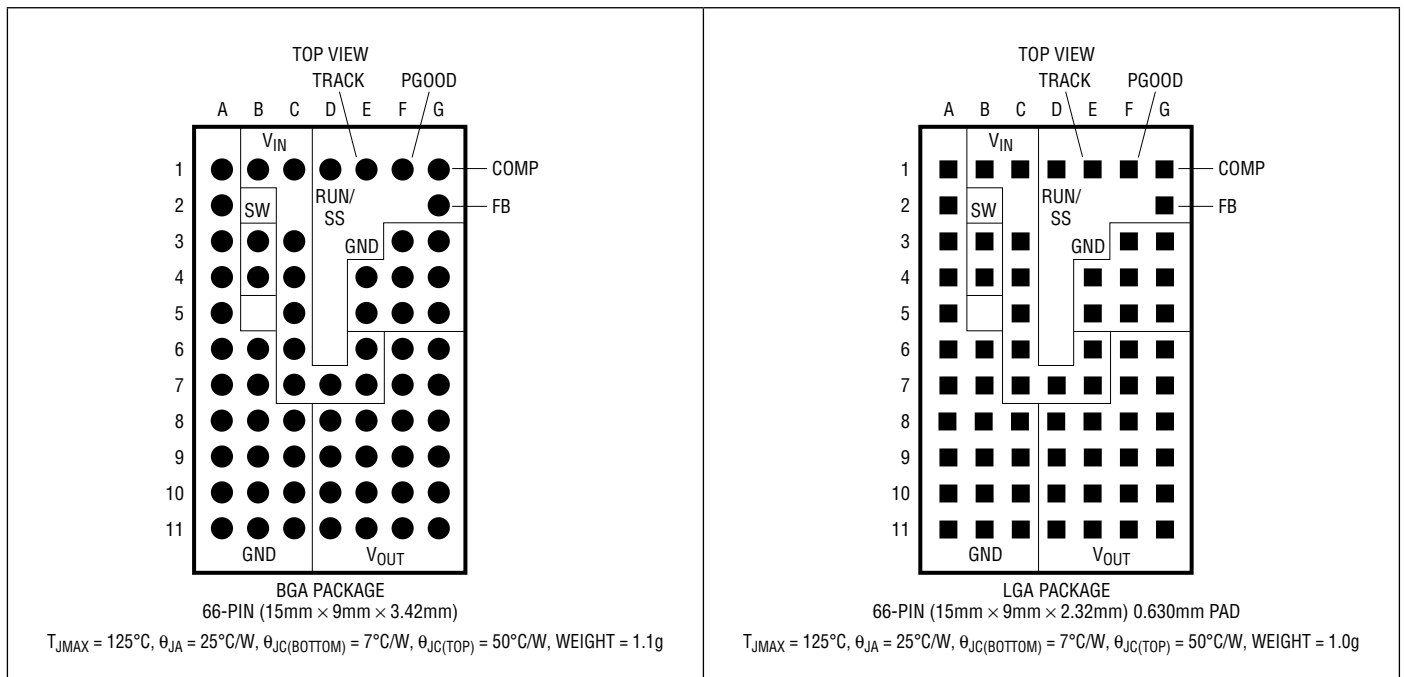 TOP VIEW
TRACK PGOOD
A B C D E F G
V_IN
1 COMP
RUN/
2 SW SS FB
3 GND
4
5
6
7
8
9
10
11
GND V_OUT
BGA PACKAGE
66-PIN (15mm × 9mm × 3.42mm)
T_JMAX = 125°C, θ_JA = 25°C/W, θ_JC(BOTTOM) = 7°C/W, θ_JC(TOP) = 50°C/W, WEIGHT = 1.1g
TOP VIEW
TRACK PGOOD
A B C D E F G
V_IN
1 COMP
RUN/
2 SW SS FB
3 GND
4
5
6
7
8
9
10
11
GND V_OUT
LGA PACKAGE
66-PIN (15mm × 9mm × 2.32mm) 0.630mm PAD
T_JMAX = 125°C, θ_JA = 25°C/W, θ_JC(BOTTOM) = 7°C/W, θ_JC(TOP) = 50°C/W, WEIGHT = 1.0g